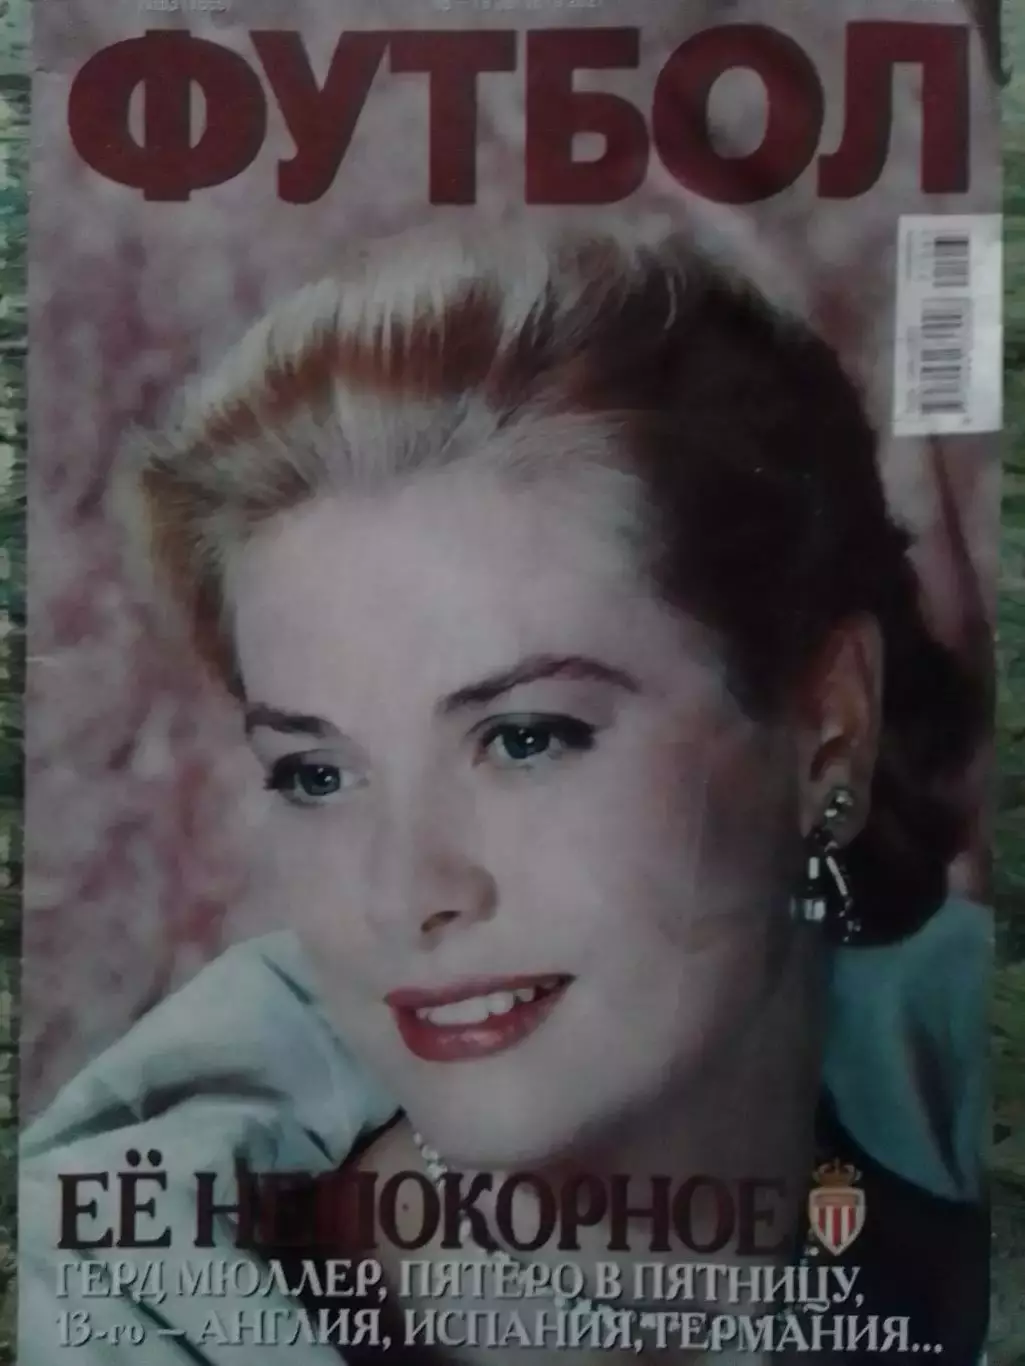 ФУТБОЛ
ЕЁ НЕПОКОРНОЕ
ГЕРД МЮЛЛЕР, ПЯТЕРО В ПЯТНИЦУ,
13-го – АНГЛИЯ, ИСПАНИЯ, ГЕРМАНИЯ...